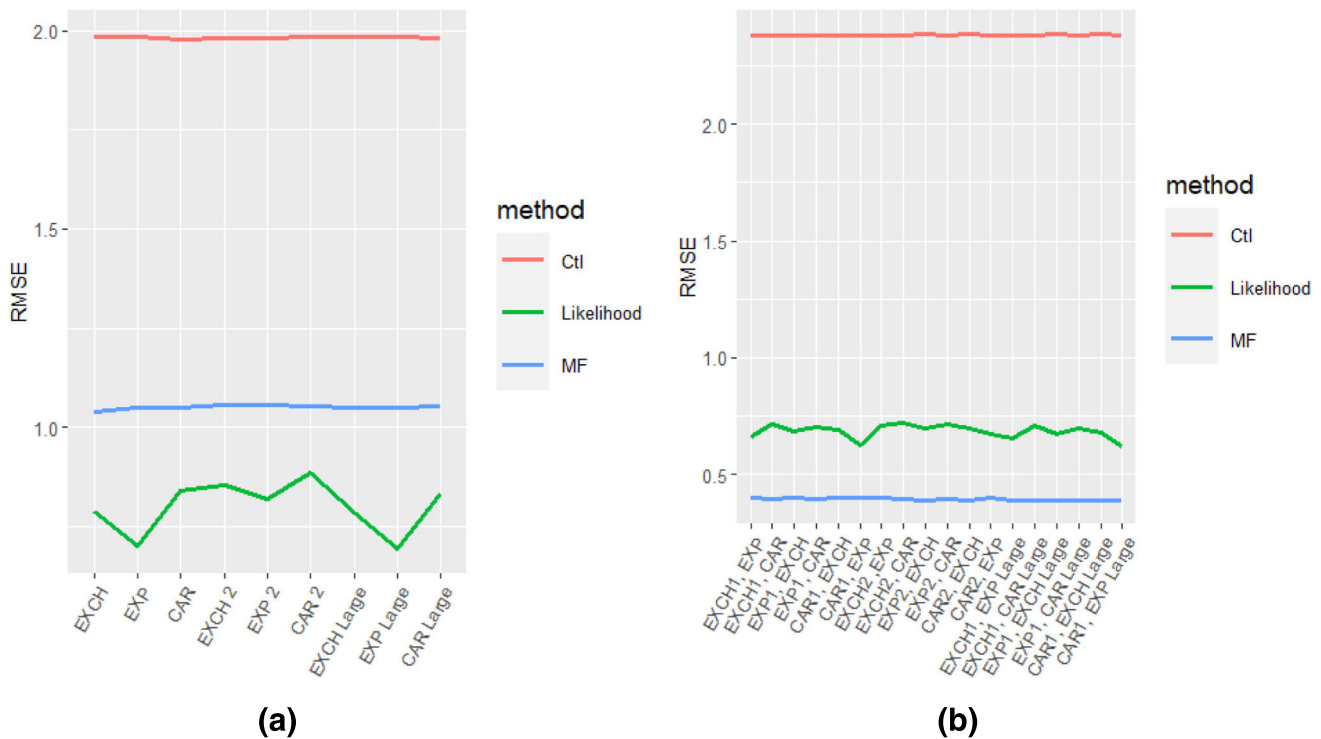 RMSE
2.0
1.5
1.0
EXCH
EXP
CAR
EXCH 2
EXP 2
CAR 2
EXCH Large
EXP Large
CAR Large
method
Ctl
Likelihood
MF
(a)
RMSE
2.0
1.5
1.0
0.5
EXCH1, EXP
EXCH1, CAR
EXP1, EXCH
EXP1, CAR
CAR1, EXCH
CAR1, EXP
EXCH2, EXP
EXCH2, CAR
EXP2, EXCH
EXP2, CAR
CAR2, EXCH
CAR2, EXP
EXCH1, EXP Large
EXCH1, CAR Large
EXP1, EXCH Large
EXP1, CAR Large
CAR1, EXCH Large
CAR1, EXP Large
method
Ctl
Likelihood
MF
(b)